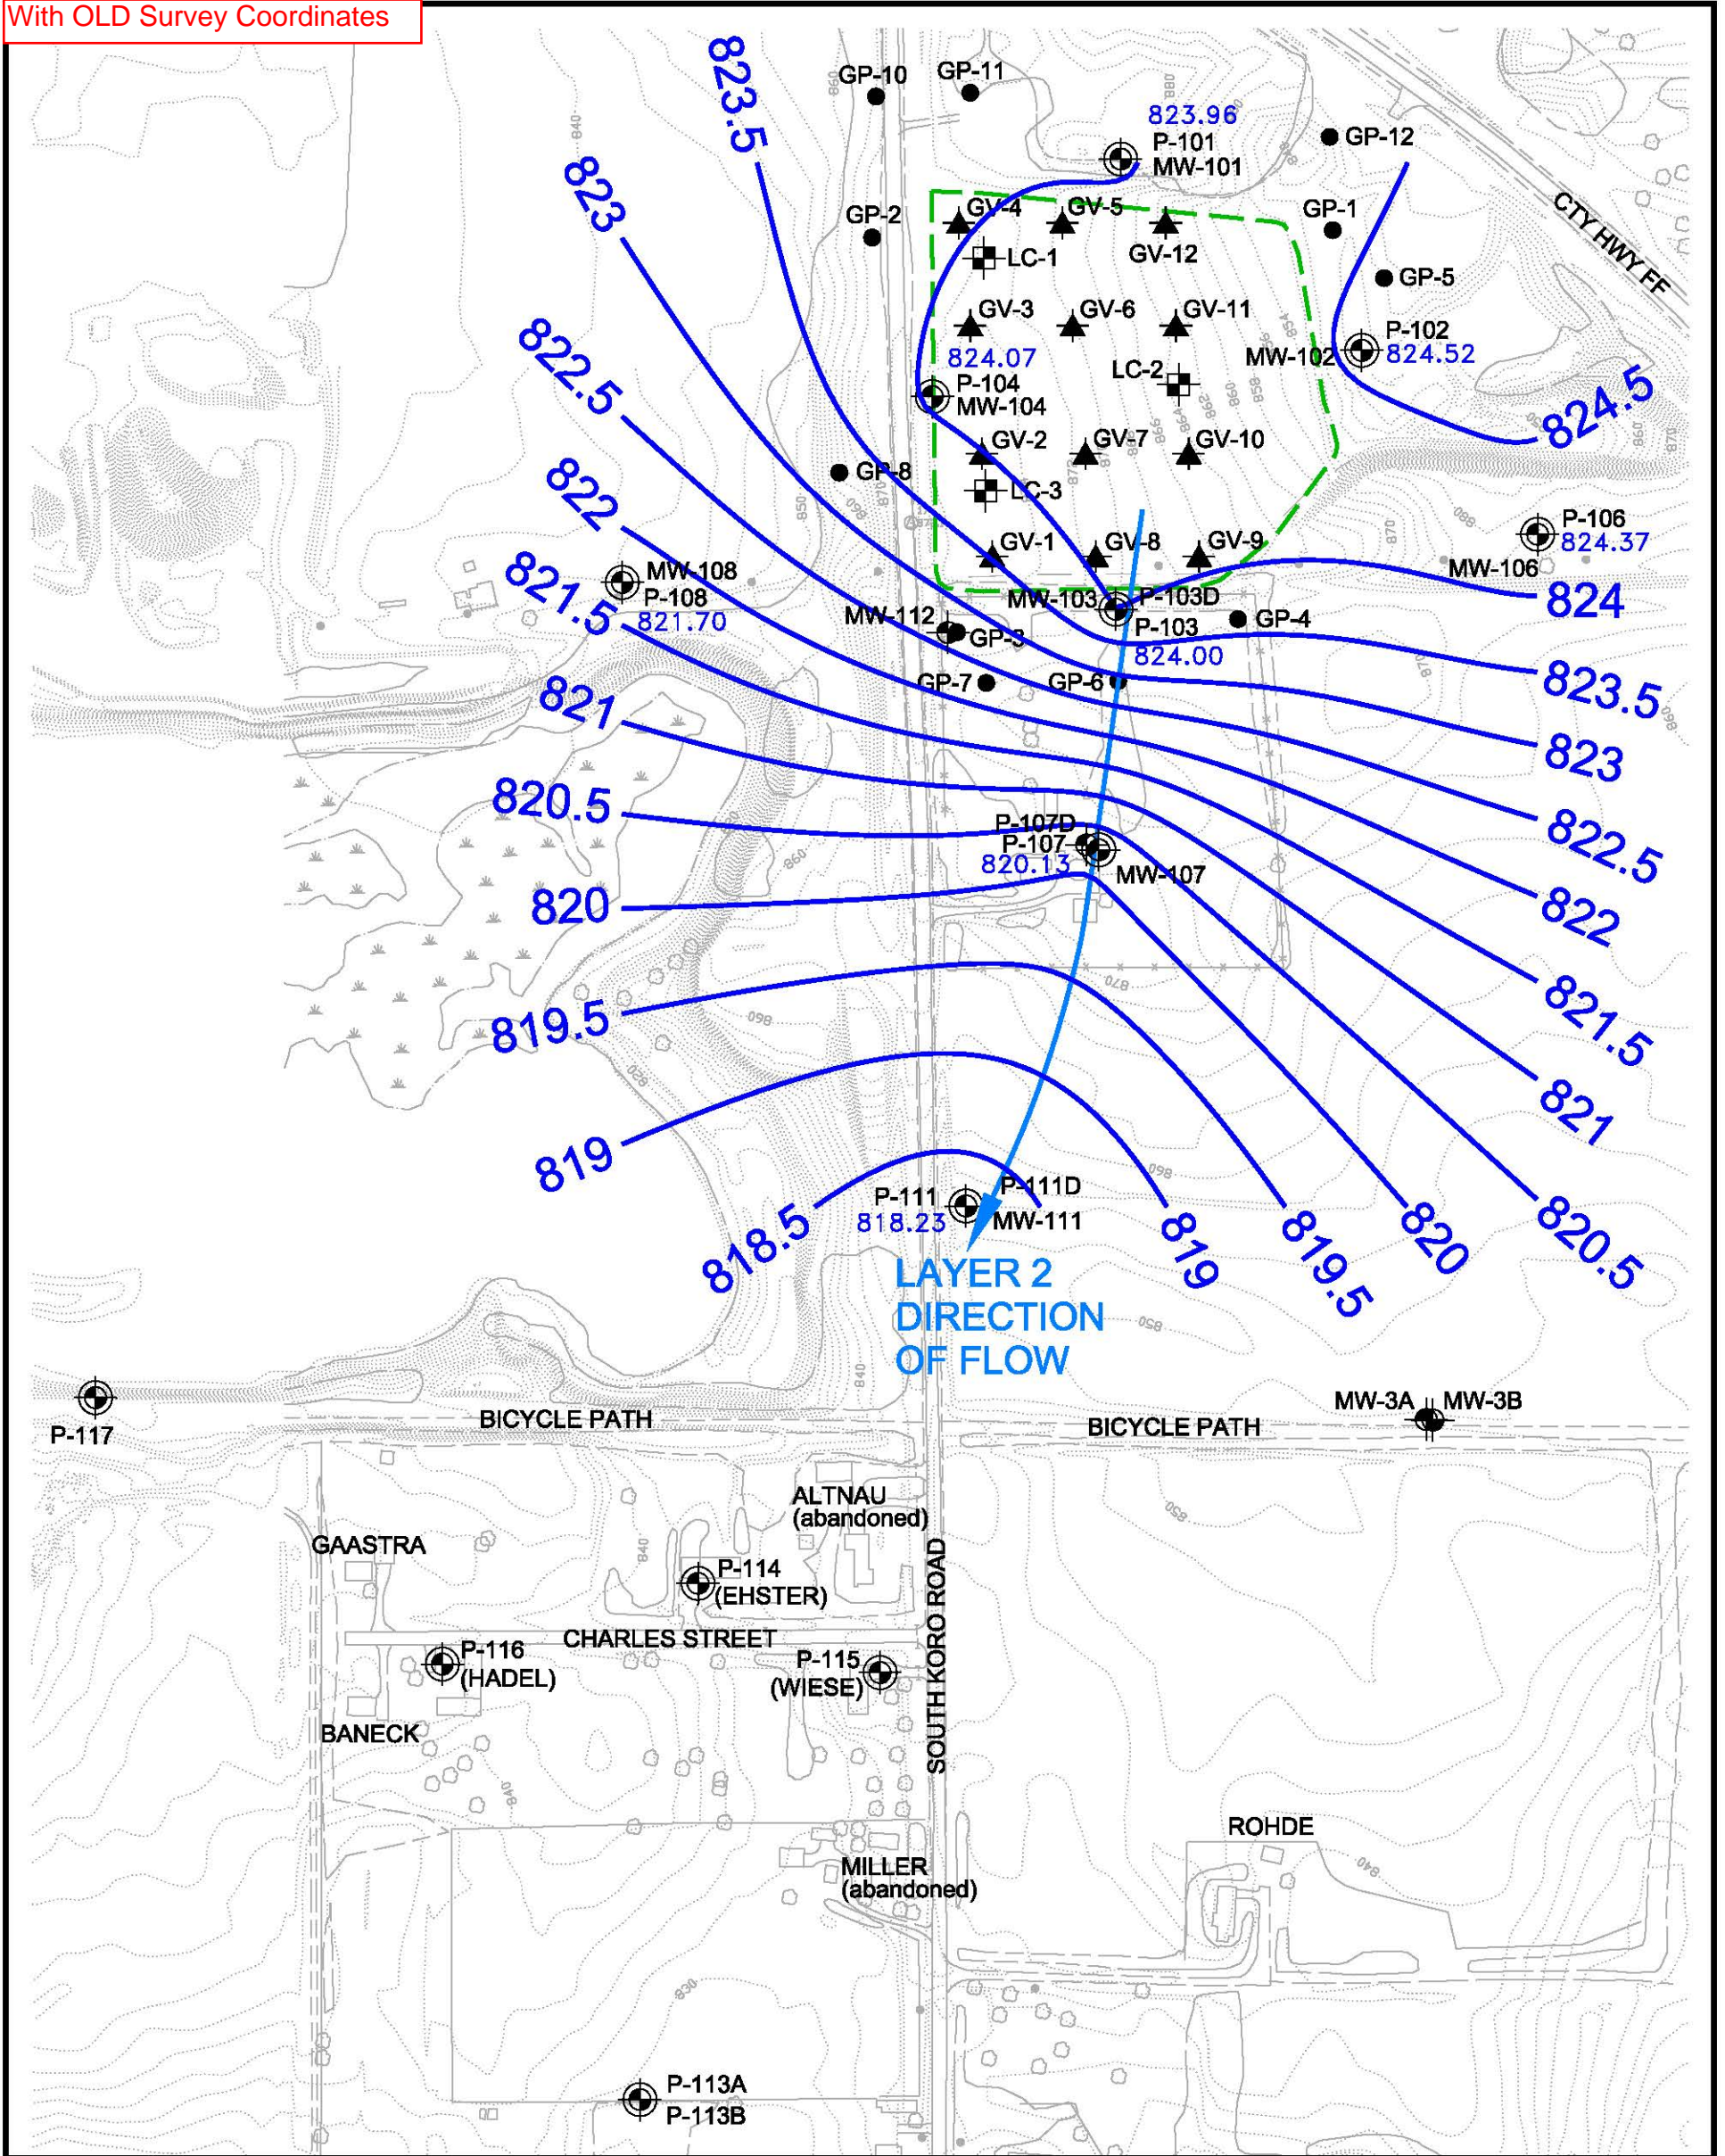 With OLD Survey Coordinates
823.5
GP-10
GP-11
823.96
P-101
MW-101
GP-12
CTY HWY FF
823
GP-2
GV-4
GV-5
GV-12
GP-1
LC-1
GP-5
822.5
GV-3
GV-6
GV-11
824.07
P-104
MW-104
LC-2
MW-102
P-102
824.52
824.5
GV-2
GV-7
GV-10
822
GP-8
LC-3
P-106
824.37
MW-106
821.5
MW-108
P-108
821.70
GV-1
GV-8
GV-9
MW-112
GP-3
MW-103
P-103D
P-103
824.00
GP-4
824
821
GP-7
GP-6
823.5
823
820.5
P-107D
P-107
820.13
MW-107
822.5
820
822
819.5
821.5
821
819
818.5
P-111
818.23
P-111D
MW-111
819
819.5
820
820.5
LAYER 2
DIRECTION
OF FLOW
P-117
BICYCLE PATH
BICYCLE PATH
MW-3A
MW-3B
ALTNAU
(abandoned)
GAASTRA
P-114
(EHSTER)
SOUTH KORO ROAD
CHARLES STREET
P-116
(HADEL)
P-115
(WIESE)
BANECK
ROHDE
MILLER
(abandoned)
P-113A
P-113B